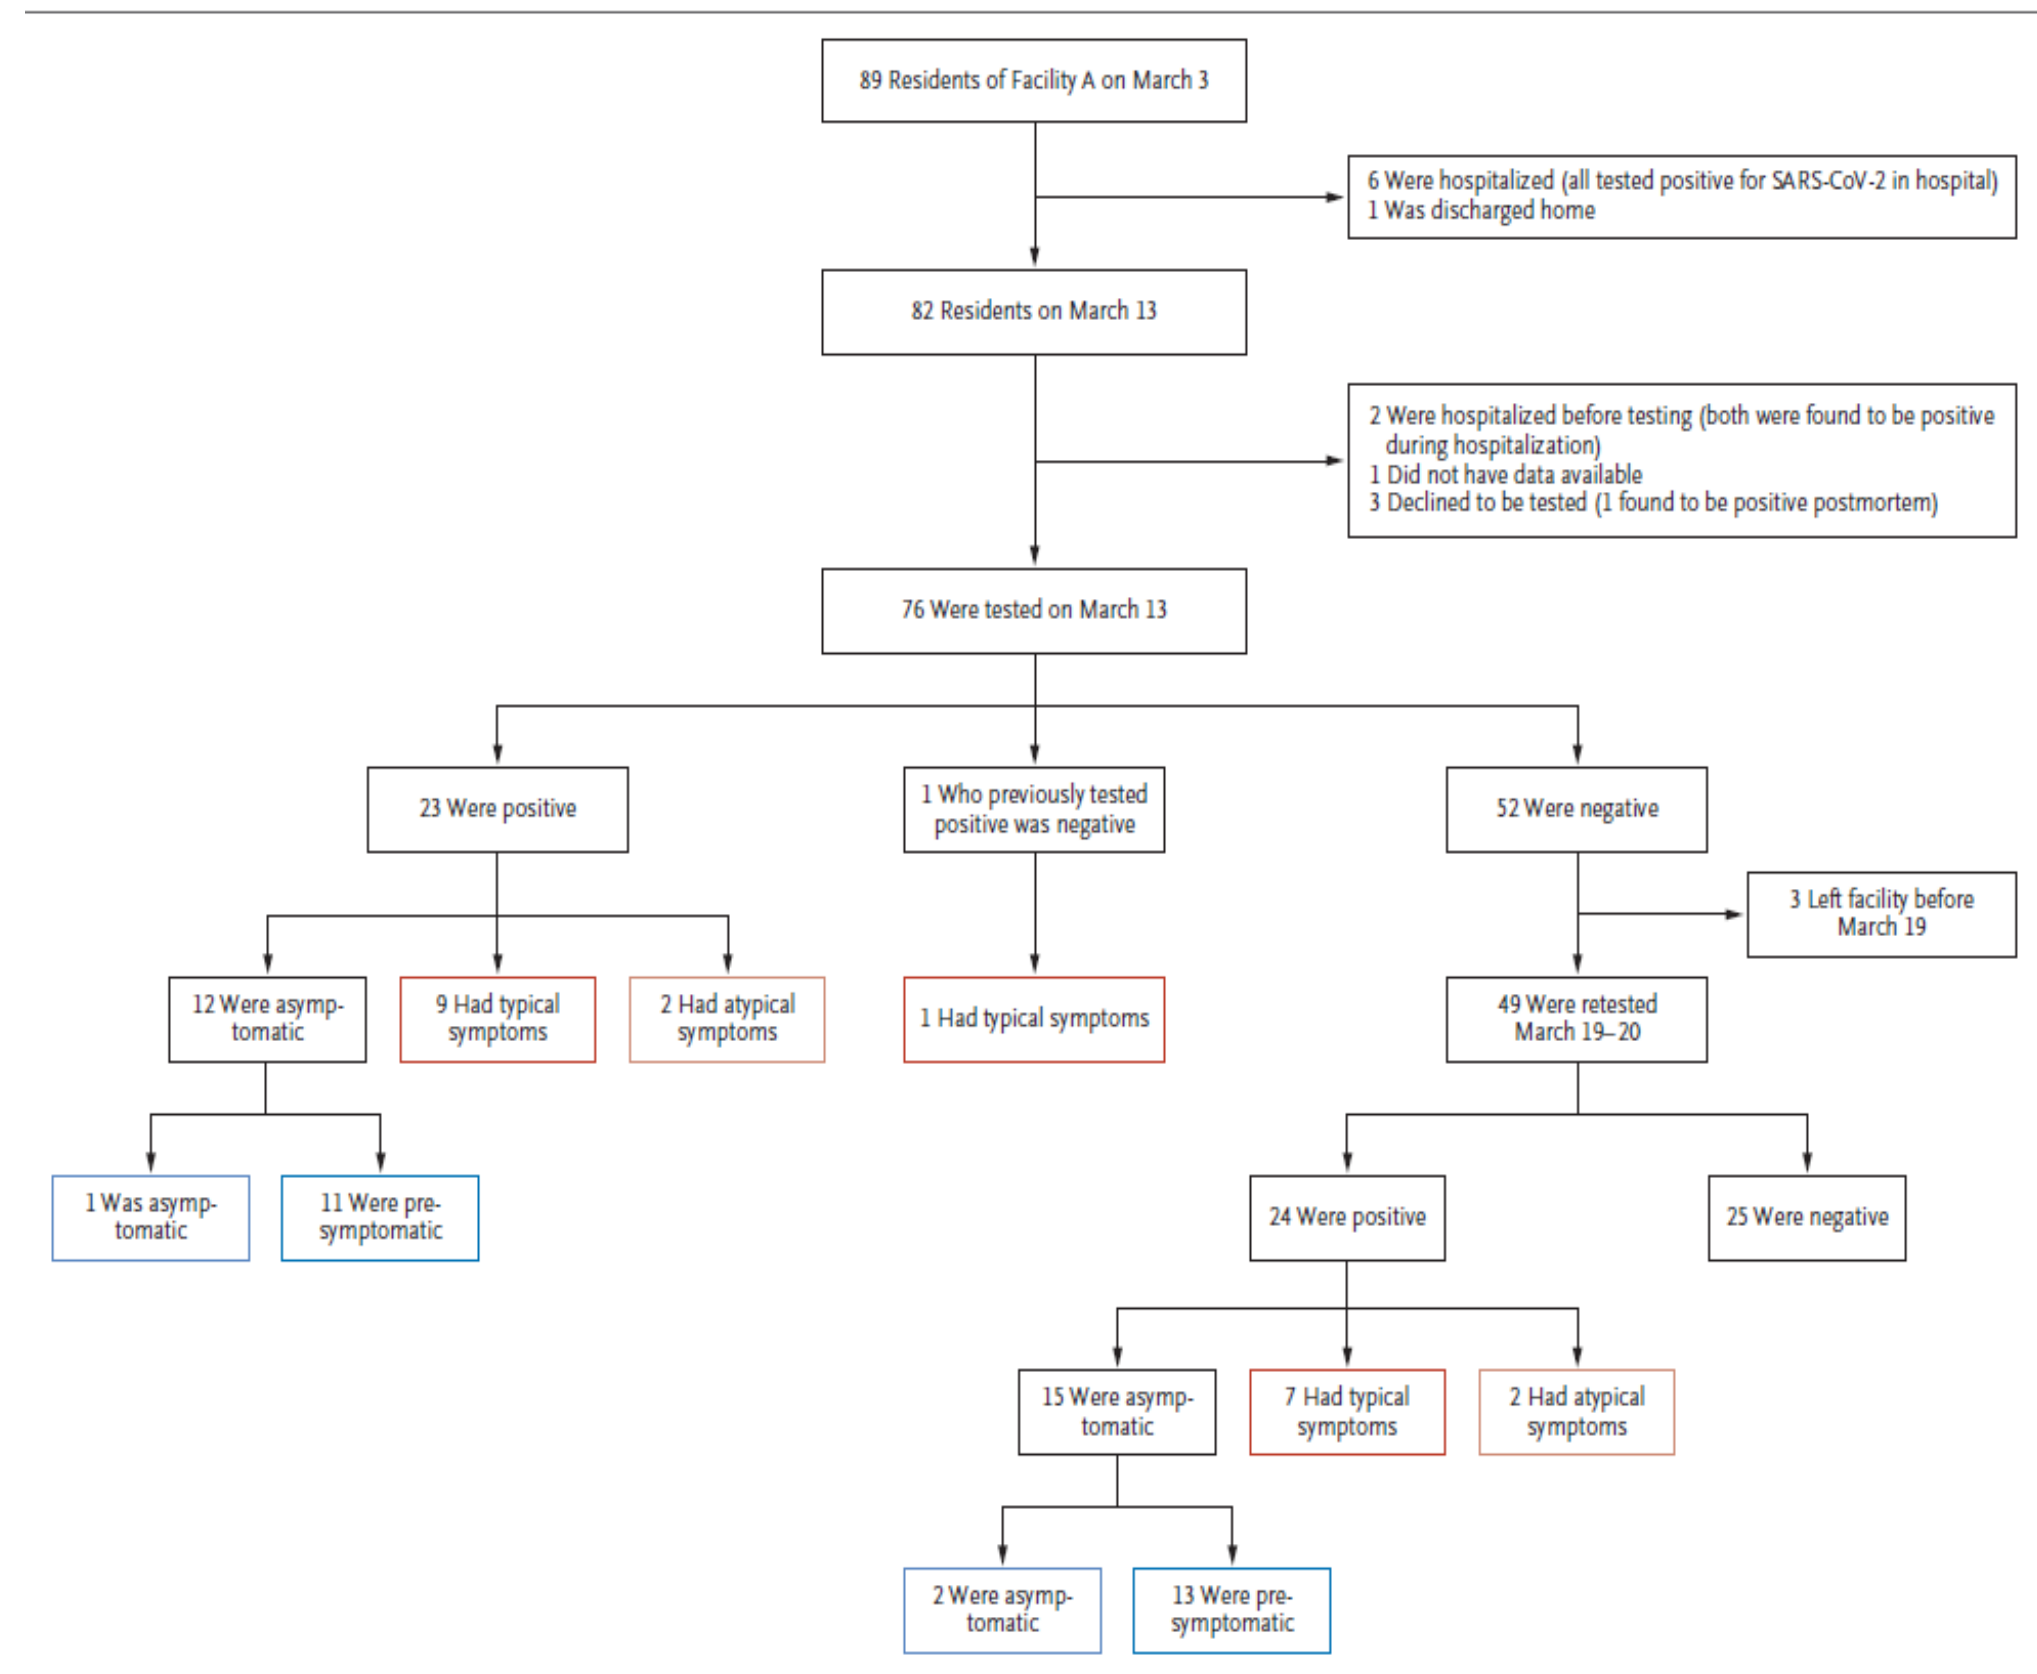 89 Residents of Facility A on March 3
6 Were hospitalized (all tested positive for SARS-CoV-2 in hospital)
1 Was discharged home
82 Residents on March 13
2 Were hospitalized before testing (both were found to be positive
during hospitalization)
1 Did not have data available
3 Declined to be tested (1 found to be positive postmortem)
76 Were tested on March 13
23 Were positive
1 Who previously tested
positive was negative
52 Were negative
3 Left facility before
March 19
12 Were asymp-
tomatic
9 Had typical
symptoms
2 Had atypical
symptoms
1 Had typical symptoms
49 Were retested
March 19–20
1 Was asymp-
tomatic
11 Were pre-
symptomatic
24 Were positive
25 Were negative
15 Were asymp-
tomatic
7 Had typical
symptoms
2 Had atypical
symptoms
2 Were asymp-
tomatic
13 Were pre-
symptomatic